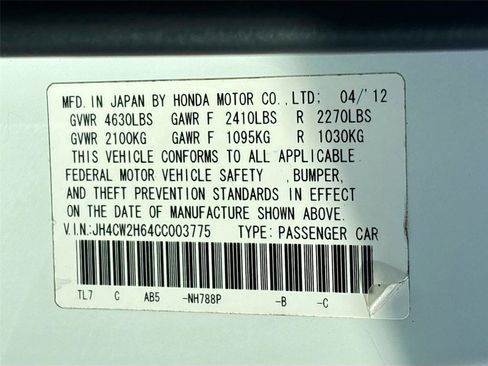 MFD. IN JAPAN BY HONDA MOTOR CO., LTD: 04/'12
GVWR 4630LBS GAWR F 2410LBS R 2270LBS
GVWR 2100KG GAWR F 1095KG R 1030KG
THIS VEHICLE CONFORMS TO ALL APPLICABLE
FEDERAL MOTOR VEHICLE SAFETY ,BUMPER,
AND THEFT PREVENTION STANDARDS IN EFFECT
ON THE DATE OF MANUFACTURE SHOWN ABOVE.
V.I.N:JH4CW2H64CC003775 TYPE: PASSENGER CAR
TL7 C AB5 -NH788P -B -C